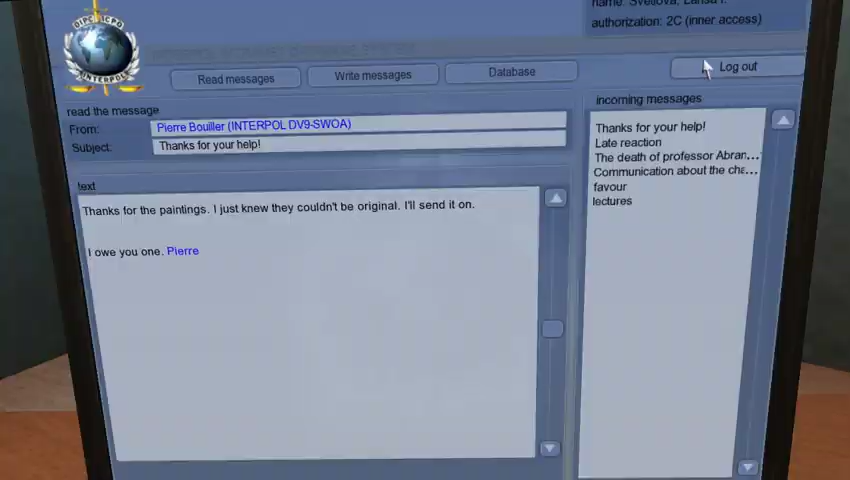 name: Svetlova, Larisa I.
authorization: 2C (inner access)
OIPC ICPO
INTERPOL
Read messages
Write messages
Database
Log out
read the message
From: Pierre Bouiller (INTERPOL DV9-SWOA)
Subject: Thanks for your help!
text
Thanks for the paintings. I just knew they couldn't be original. I'll send it on.
I owe you one. Pierre
incoming messages
Thanks for your help!
Late reaction
The death of professor Abran...
Communication about the che...
favour
lectures